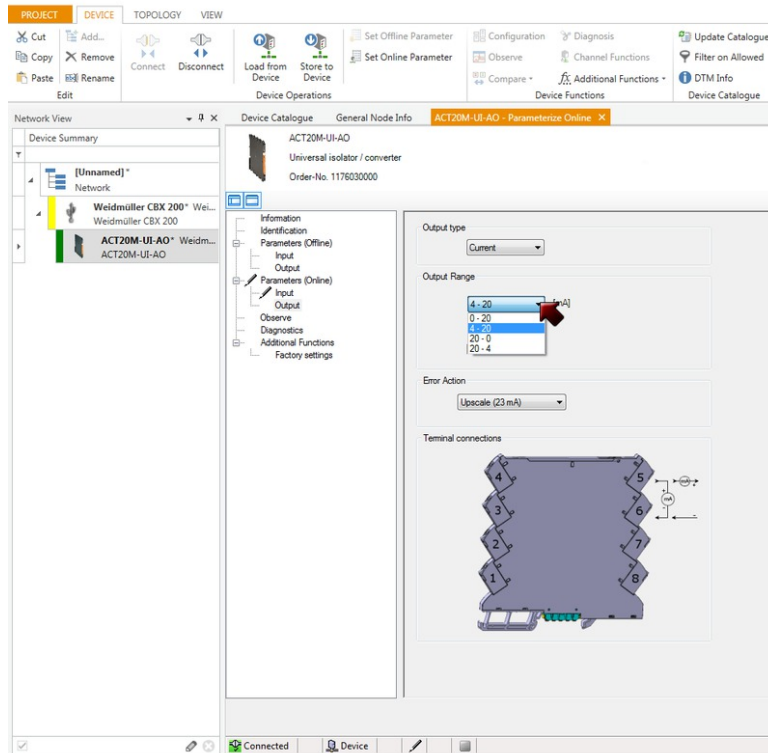 PROJECT DEVICE TOPOLOGY VIEW
Cut Add...
Copy Remove
Paste Rename
Edit
Connect Disconnect
Load from Device Store to Device
Set Offline Parameter
Set Online Parameter
Device Operations
Configuration Diagnosis
Observe Channel Functions
Compare Additional Functions
Device Functions
Update Catalogue
Filter on Allowed
DTM Info
Device Catalogue
Network View
Device Summary
[Unnamed]*
Network
Weidmüller CBX 200* Wei...
Weidmüller CBX 200
ACT20M-UI-AO* Weidm...
ACT20M-UI-AO
Device Catalogue General Node Info ACT20M-UI-AO - Parameterize Online
ACT20M-UI-AO
Universal isolator / converter
Order-No. 1176030000
Information
Identification
Parameters (Offline)
Input
Output
Parameters (Online)
Input
Output
Observe
Diagnostics
Additional Functions
Factory settings
Output type
Current
Output Range
4 - 20 [mA]
0 - 20
4 - 20
20 - 0
20 - 4
Error Action
Upscale (23 mA)
Terminal connections
4 5
3 6
2 7
1 8
mA
mA
+
-
Connected Device